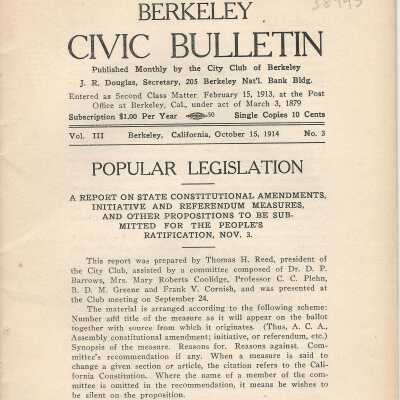 BERKELEY
CIVIC BULLETIN
Published Monthly by the City Club of Berkeley
J. R. Douglas, Secretary, 205 Berkeley Nat'l. Bank Bldg.
Entered as Second Class Matter February 15, 1913, at the Post
Office at Berkeley, Cal., under act of March 3, 1879
Subscription $1.00 Per Year Single Copies 10 Cents
Vol. III Berkeley, California, October 15, 1914 No. 3
POPULAR LEGISLATION
A REPORT ON STATE CONSTITUTIONAL AMENDMENTS,
INITIATIVE AND REFERENDUM MEASURES,
AND OTHER PROPOSITIONS TO BE SUB-
MITTED FOR THE PEOPLE'S
RATIFICATION, NOV. 3.
This report was prepared by Thomas H. Reed, president of
the City Club, assisted by a committee composed of Dr. D. P.
Barrows, Mrs. Mary Roberts Coolidge, Professor C. C. Plehn,
B. D. M. Greene and Frank V. Cornish, and was presented at
the Club meeting on September 24.
The material is arranged according to the following scheme:
Number and title of the measure as it will appear on the ballot
together with source from which it originates. (Thus, A. C. A.,
Assembly constitutional amendment; initiative, or referendum, etc.)
Synopsis of the measure. Reasons for. Reasons against. Com-
mittee's recommendation if any. When a measure is said to
change a given section or article, the citation refers to the Cali-
fornia Constitution. Where the name of a member of the com-
mittee is omitted in the recommendation, it means he wishes to
be silent on the proposition.